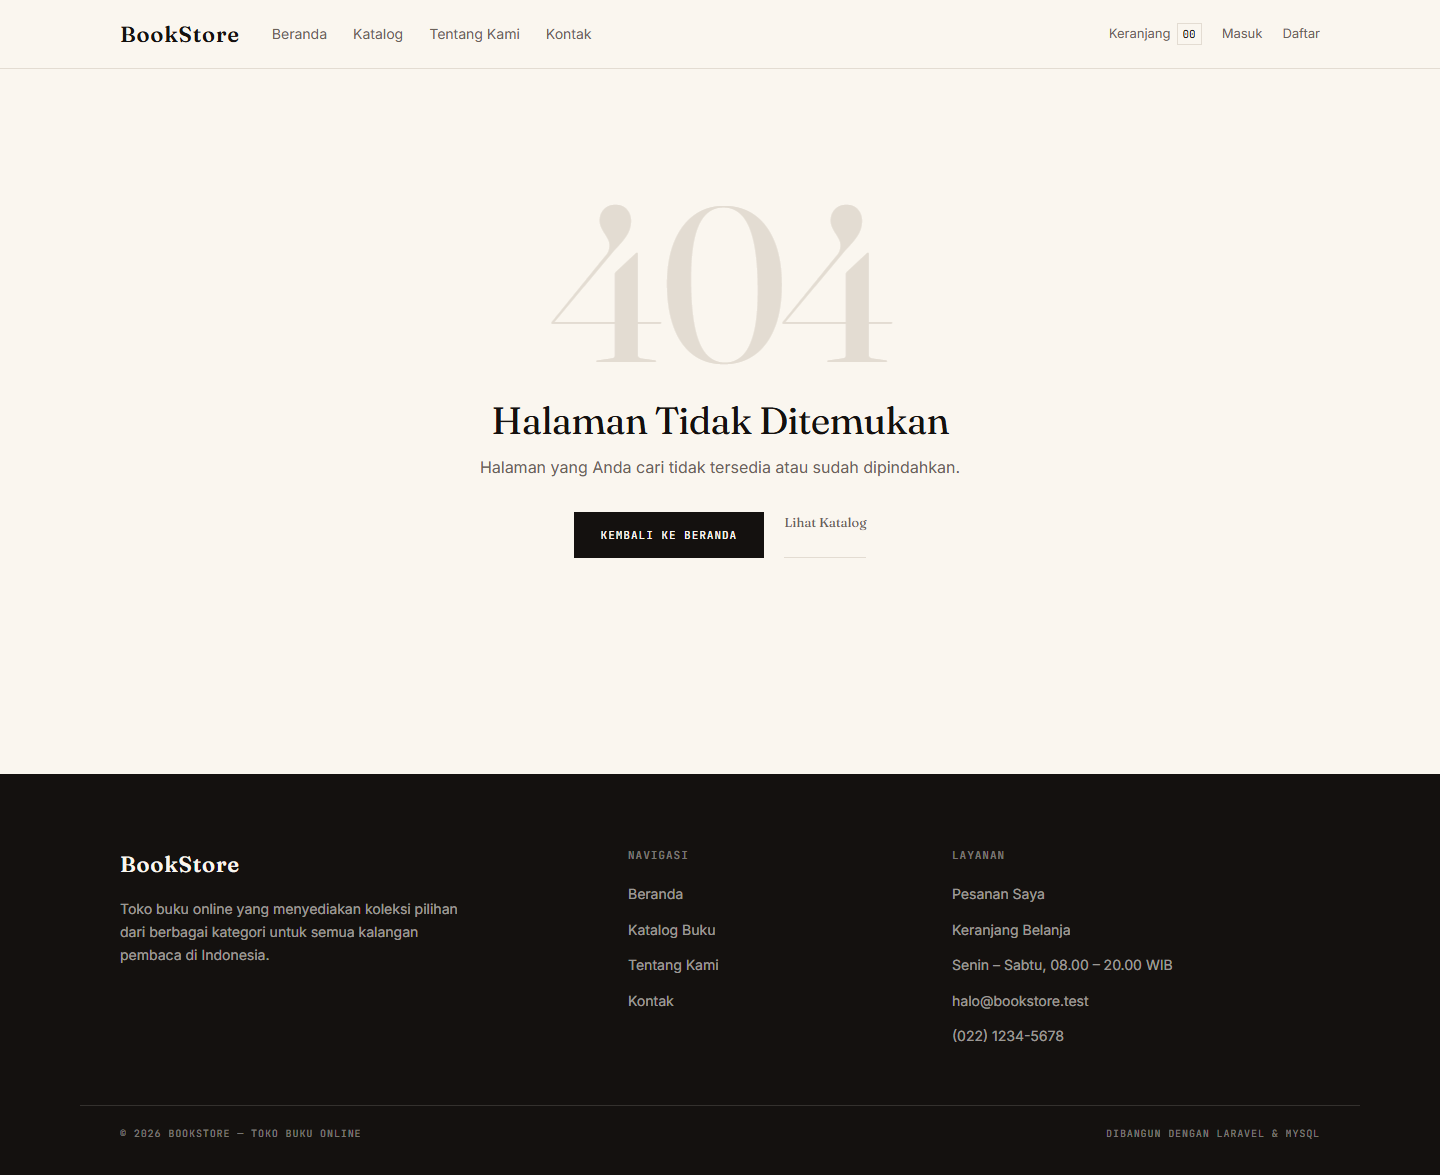 BookStore
Beranda
Katalog
Tentang Kami
Kontak
Keranjang 00
Masuk
Daftar
404
Halaman Tidak Ditemukan
Halaman yang Anda cari tidak tersedia atau sudah dipindahkan.
KEMBALI KE BERANDA
Lihat Katalog
BookStore
Toko buku online yang menyediakan koleksi pilihan
dari berbagai kategori untuk semua kalangan
pembaca di Indonesia.
NAVIGASI
Beranda
Katalog Buku
Tentang Kami
Kontak
LAYANAN
Pesanan Saya
Keranjang Belanja
Senin – Sabtu, 08.00 – 20.00 WIB
halo@bookstore.test
(022) 1234-5678
© 2026 BOOKSTORE — TOKO BUKU ONLINE
DIBANGUN DENGAN LARAVEL & MYSQL